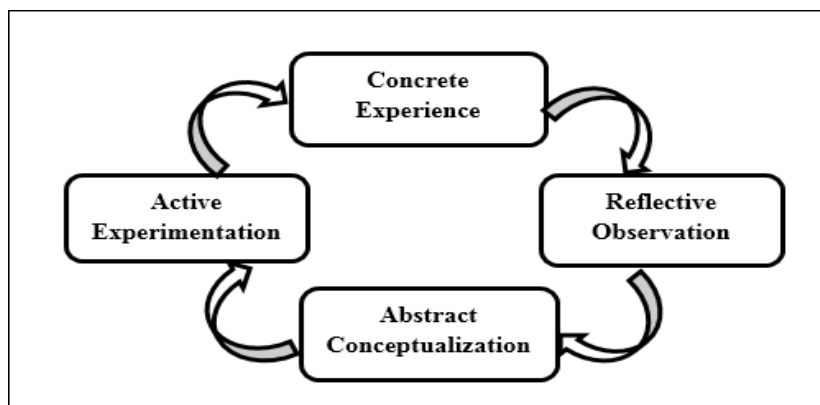 Concrete
Experience
Active
Experimentation
Reflective
Observation
Abstract
Conceptualization